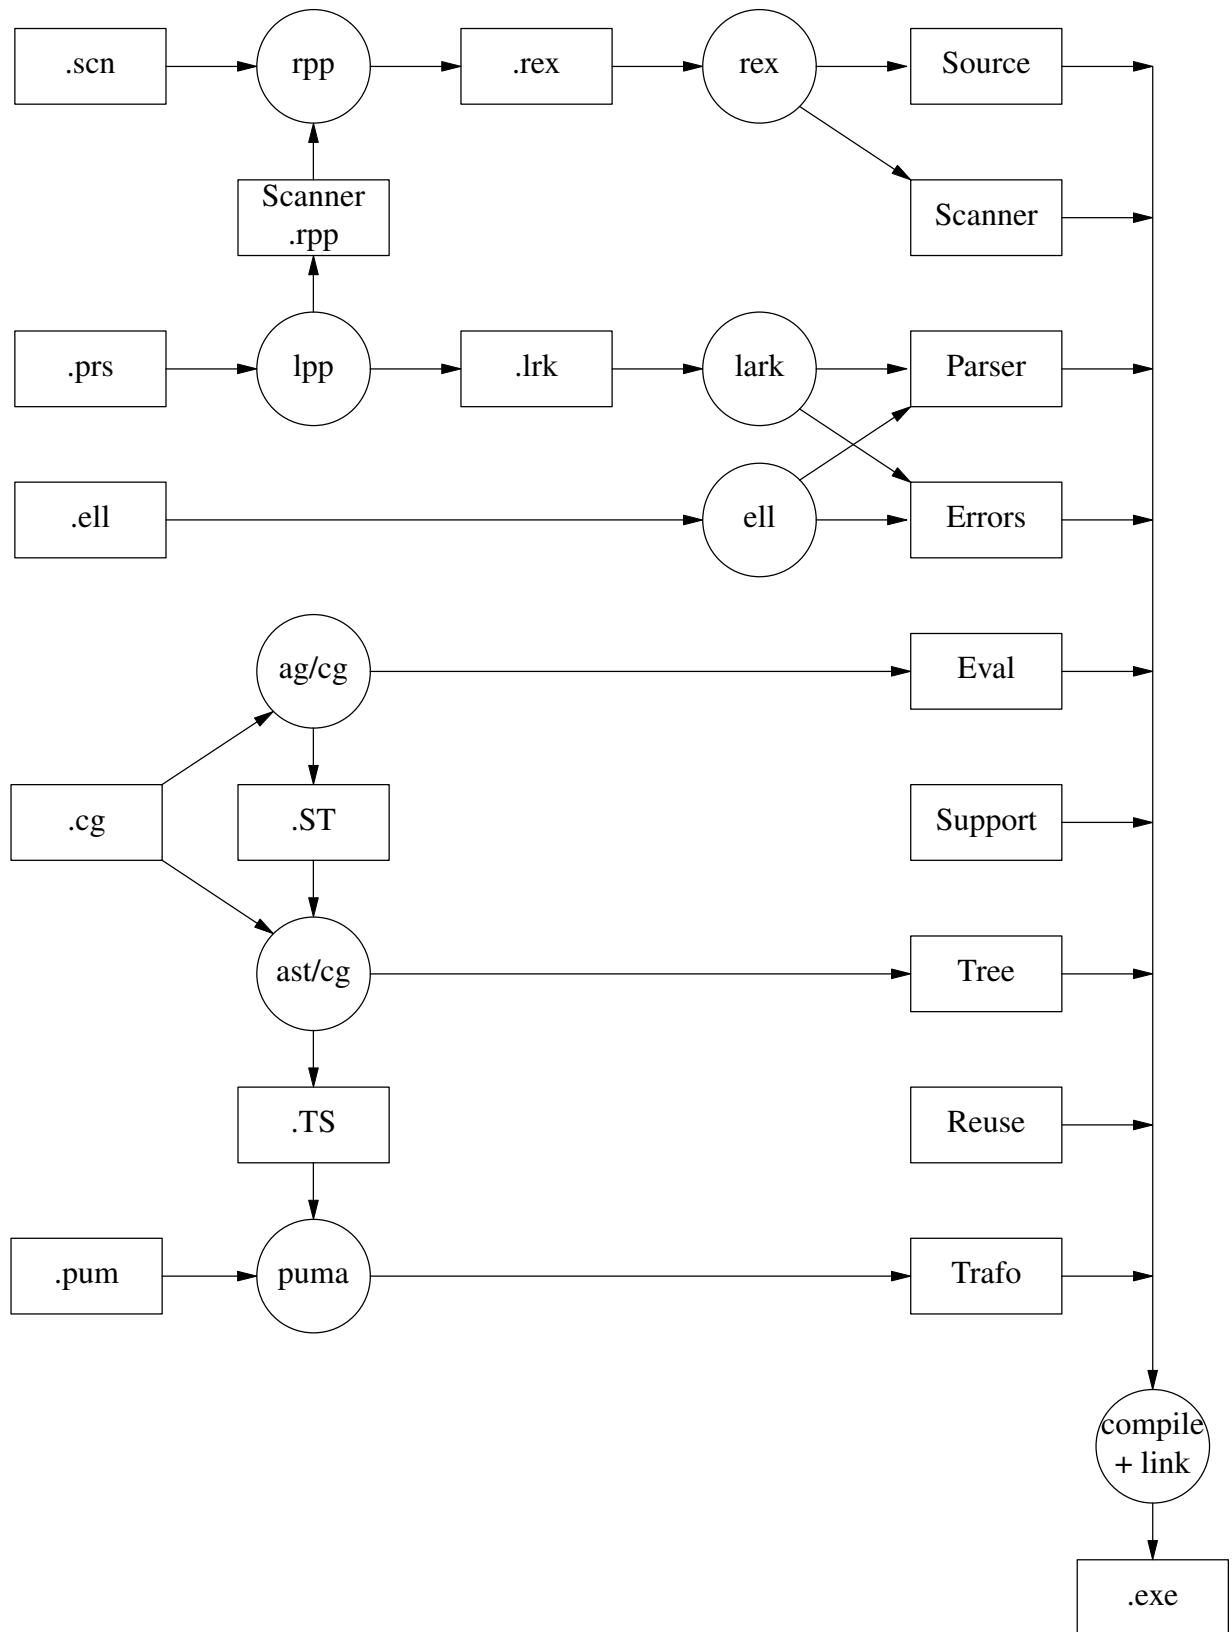 .scn
rpp
.rex
rex
Source
Scanner
.rpp
Scanner
.prs
lpp
.lrk
lark
Parser
.ell
ell
Errors
ag/cg
Eval
.cg
.ST
Support
ast/cg
Tree
.TS
Reuse
.pum
puma
Trafo
compile
+ link
.exe